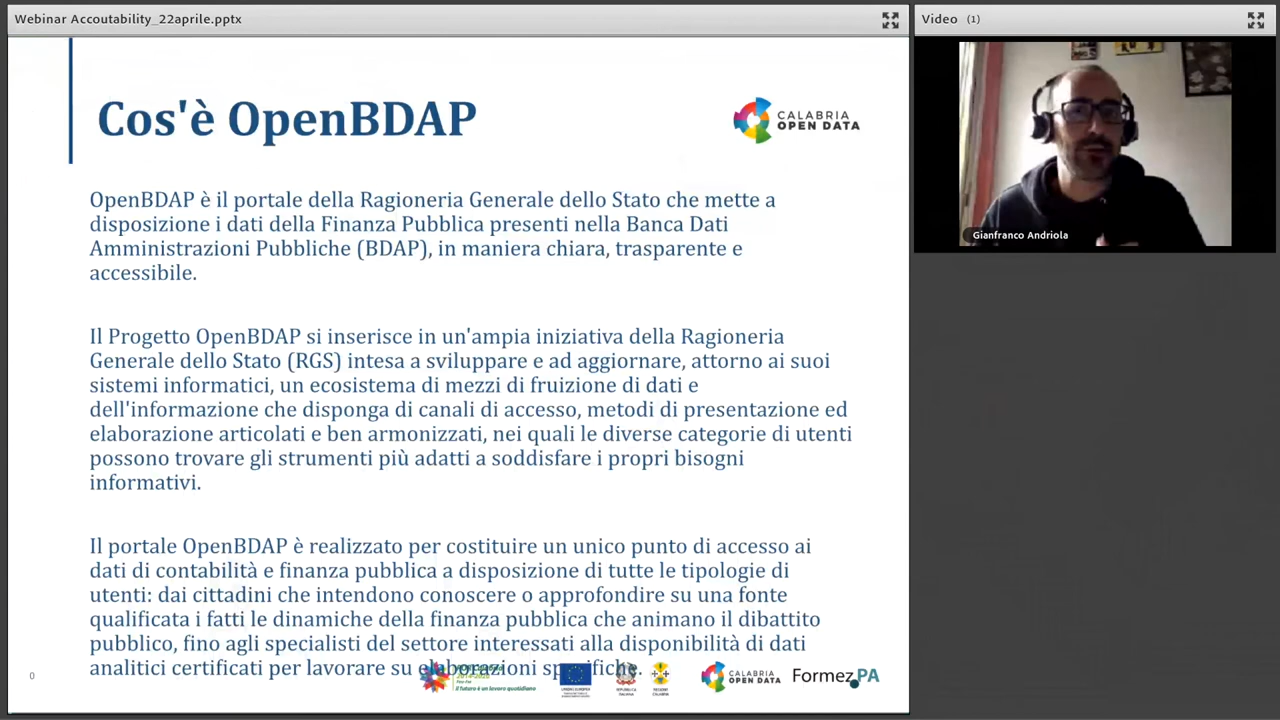 Webinar Accoutability_22aprile.pptx
Video (1)
Cos'è OpenBDAP
CALABRIA
OPEN DATA
Gianfranco Andriola
OpenBDAP è il portale della Ragioneria Generale dello Stato che mette a
disposizione i dati della Finanza Pubblica presenti nella Banca Dati
Amministrazioni Pubbliche (BDAP), in maniera chiara, trasparente e
accessibile.
Il Progetto OpenBDAP si inserisce in un'ampia iniziativa della Ragioneria
Generale dello Stato (RGS) intesa a sviluppare e ad aggiornare, attorno ai suoi
sistemi informatici, un ecosistema di mezzi di fruizione di dati e
dell'informazione che disponga di canali di accesso, metodi di presentazione ed
elaborazione articolati e ben armonizzati, nei quali le diverse categorie di utenti
possono trovare gli strumenti più adatti a soddisfare i propri bisogni
informativi.
Il portale OpenBDAP è realizzato per costituire un unico punto di accesso ai
dati di contabilità e finanza pubblica a disposizione di tutte le tipologie di
utenti: dai cittadini che intendono conoscere o approfondire su una fonte
qualificata i fatti le dinamiche della finanza pubblica che animano il dibattito
pubblico, fino agli specialisti del settore interessati alla disponibilità di dati
analitici certificati per lavorare su elaborazioni specifiche.
0
il futuro è un lavoro quotidiano
CALABRIA
OPEN DATA
FormezPA